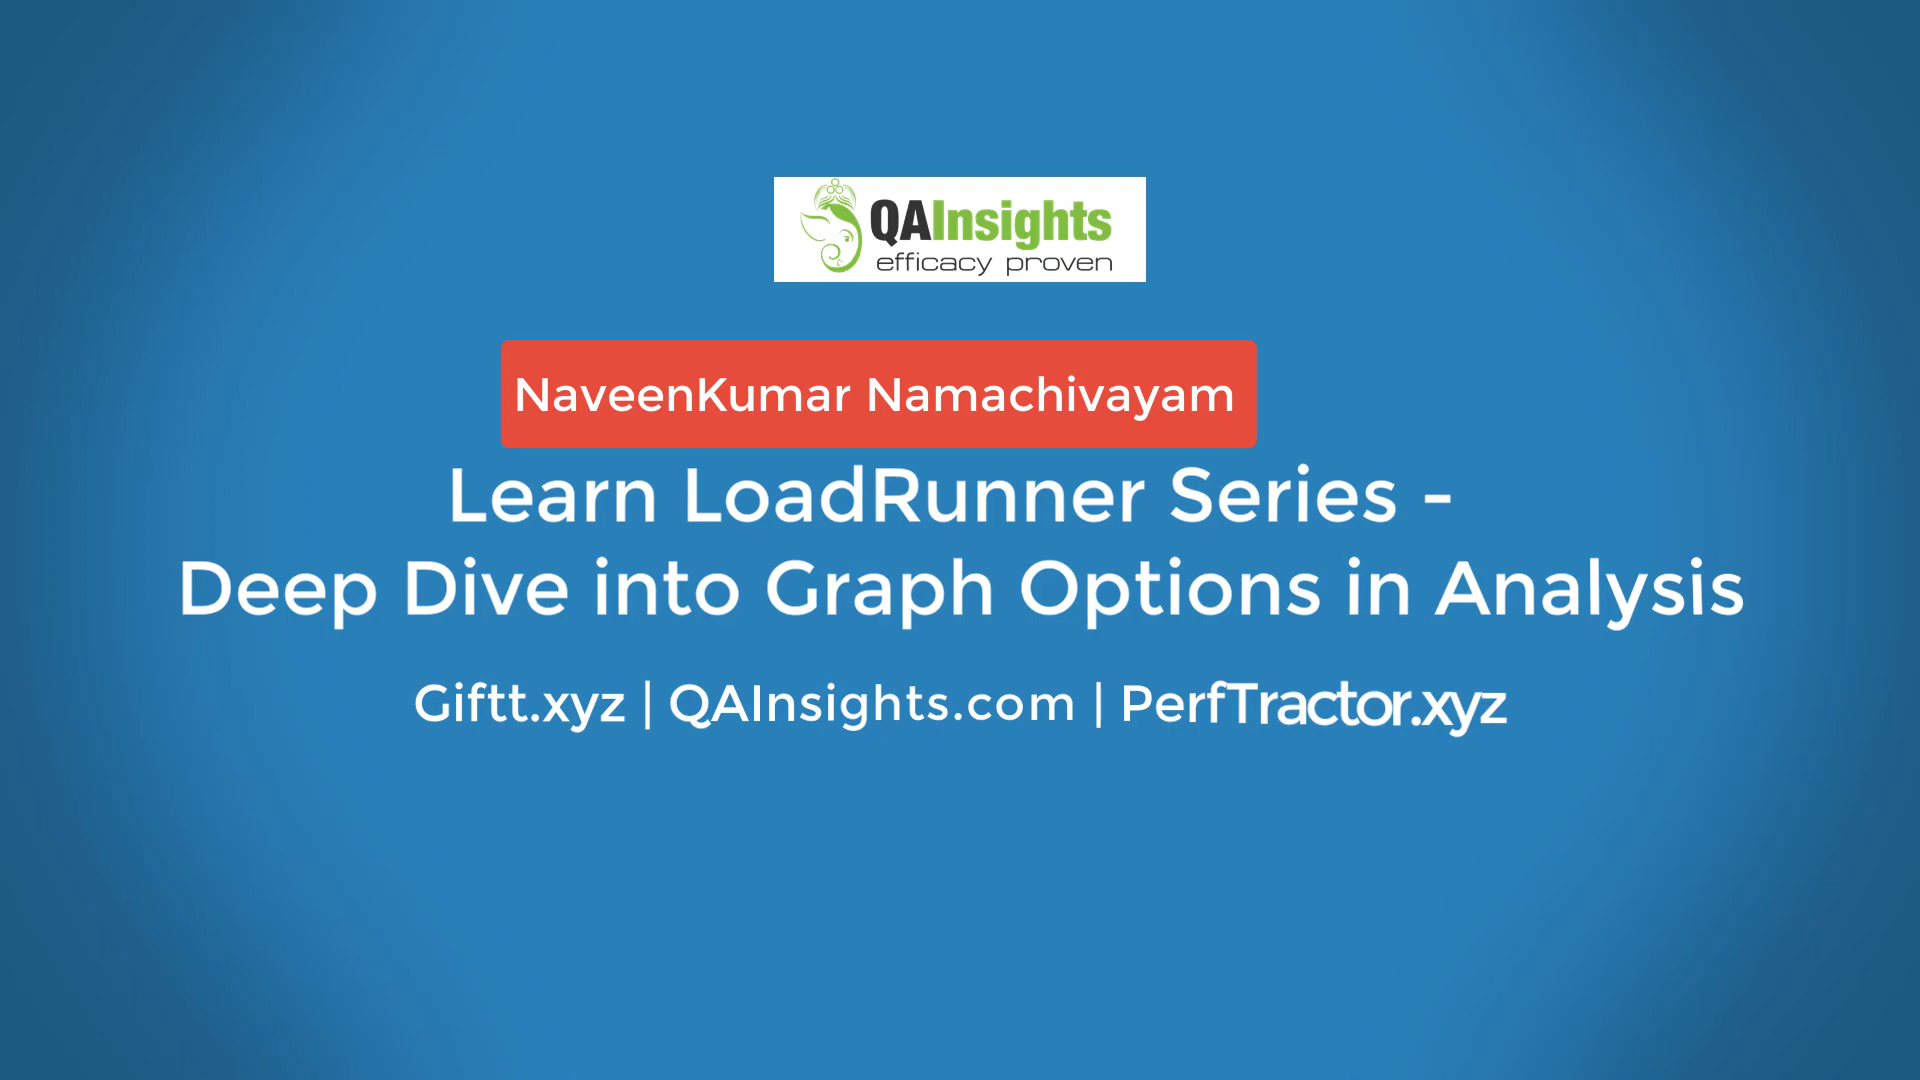 QAInsights
efficacy proven
NaveenKumar Namachivayam
Learn LoadRunner Series -
Deep Dive into Graph Options in Analysis
Giftt.xyz | QAInsights.com | PerfTractor.xyz